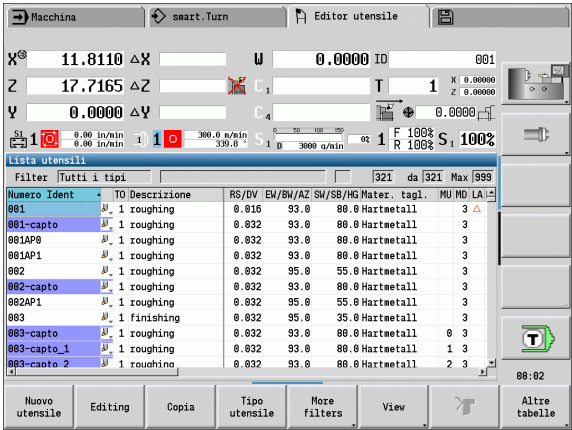 Macchina smart.Turn Editor utensile
X 11.8110 ΔX W 0.0000 ID 001
Z 17.7165 ΔZ C 1 T 1 X 0.00000
Z 0.00000
Y 0.0000 ΔY C 4 0.0000
S1 1 0.00 in/min 1 0 300.0 m/min S 1 0 50 100 150 0% 1 F 100% S1 100%
0.00 in/min 339.8 ° D 3000 o/min R 100%
Lista utensili
Filter Tutti i tipi 321 da 321 Max 999
Numero Ident TO Descrizione RS/DV EW/BW/AZ SW/SB/HG Mater. tagl. MU MD LA
001 1 roughing 0.016 93.0 80.0 Hartmetall 3
001-capto 1 roughing 0.032 93.0 80.0 Hartmetall 3
001AP0 1 roughing 0.032 93.0 80.0 Hartmetall 3
001AP1 1 roughing 0.032 93.0 80.0 Hartmetall 3
002 1 roughing 0.032 95.0 55.0 Hartmetall 3
002-capto 1 roughing 0.032 93.0 80.0 Hartmetall 3
002AP1 1 roughing 0.032 95.0 55.0 Hartmetall 3
003 1 finishing 0.032 95.0 35.0 Hartmetall 3
003-capto 1 roughing 0.032 93.0 80.0 Hartmetall 0 3
003-capto_1 1 roughing 0.032 93.0 80.0 Hartmetall 1 3
003-capto_2 1 roughing 0.032 93.0 80.0 Hartmetall 2 3
T
08:02
Nuovo utensile Editing Copia Tipo utensile More filters View Altre tabelle